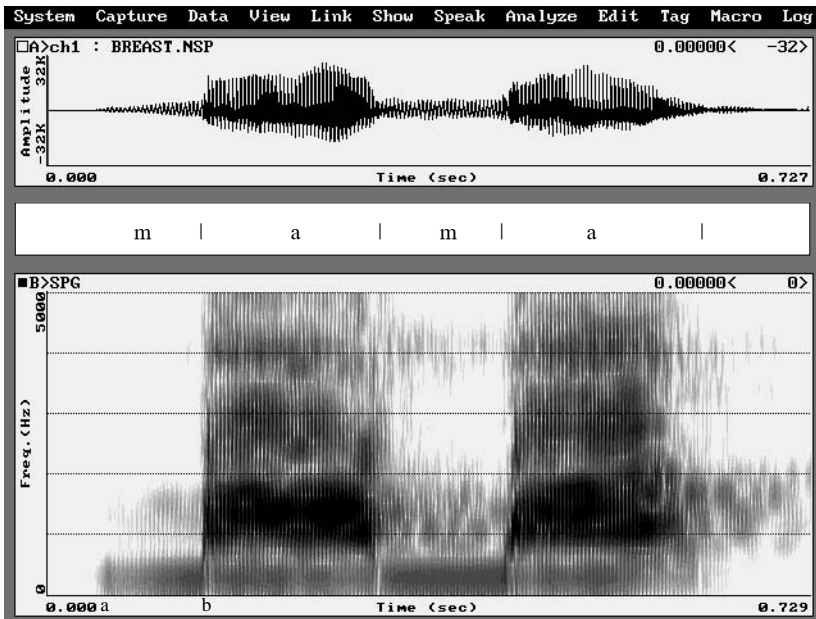 System Capture Data View Link Show Speak Analyze Edit Tag Macro Log
A>ch1 : BREAST.NSP 0.00000< -32>
Amplitude
32K
-32K
0.000 Time (sec) 0.727
m | a | m | a |
B>SPG 0.00000< 0>
5000
Freq.(Hz)
0
0.000 a b Time (sec) 0.729